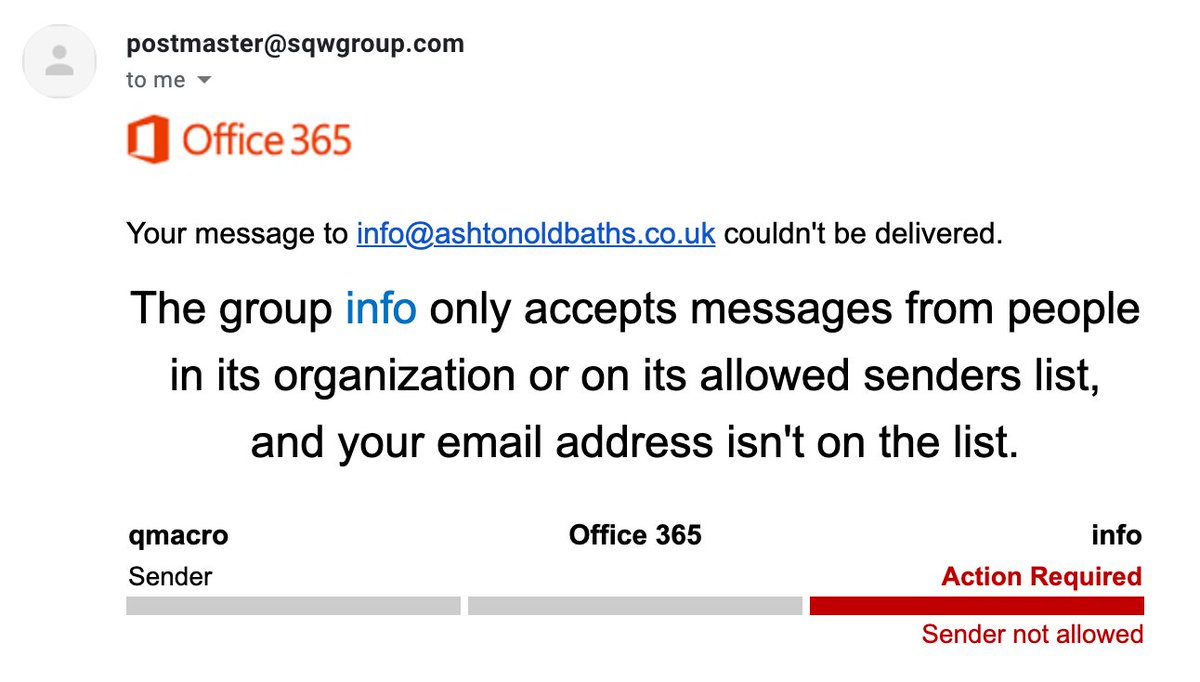 postmaster@sqwgroup.com
to me
Office 365
Your message to info@ashtonoldbaths.co.uk couldn't be delivered.
The group info only accepts messages from people
in its organization or on its allowed senders list,
and your email address isn't on the list.
qmacro Office 365 info
Sender Action Required
Sender not allowed